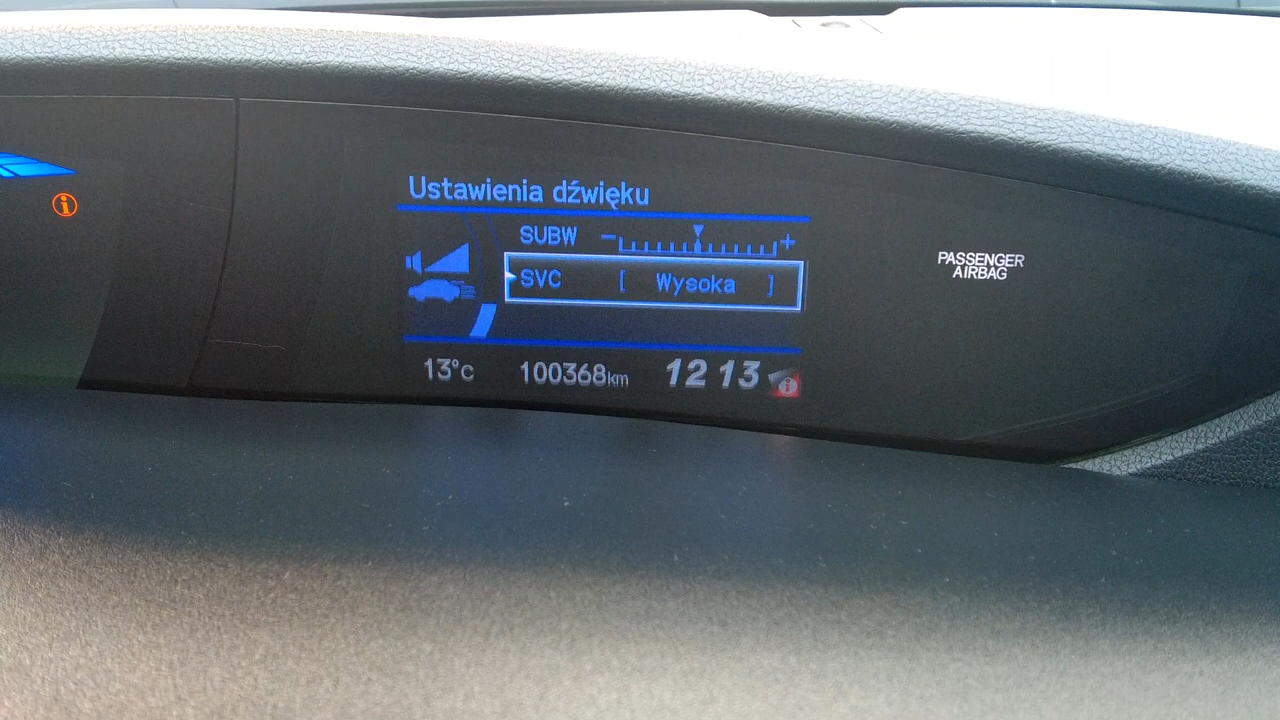 Ustawienia dźwięku
SUBW - +
SVC [ Wysoka ]
13°C 100368km 12 13
PASSENGER
AIRBAG